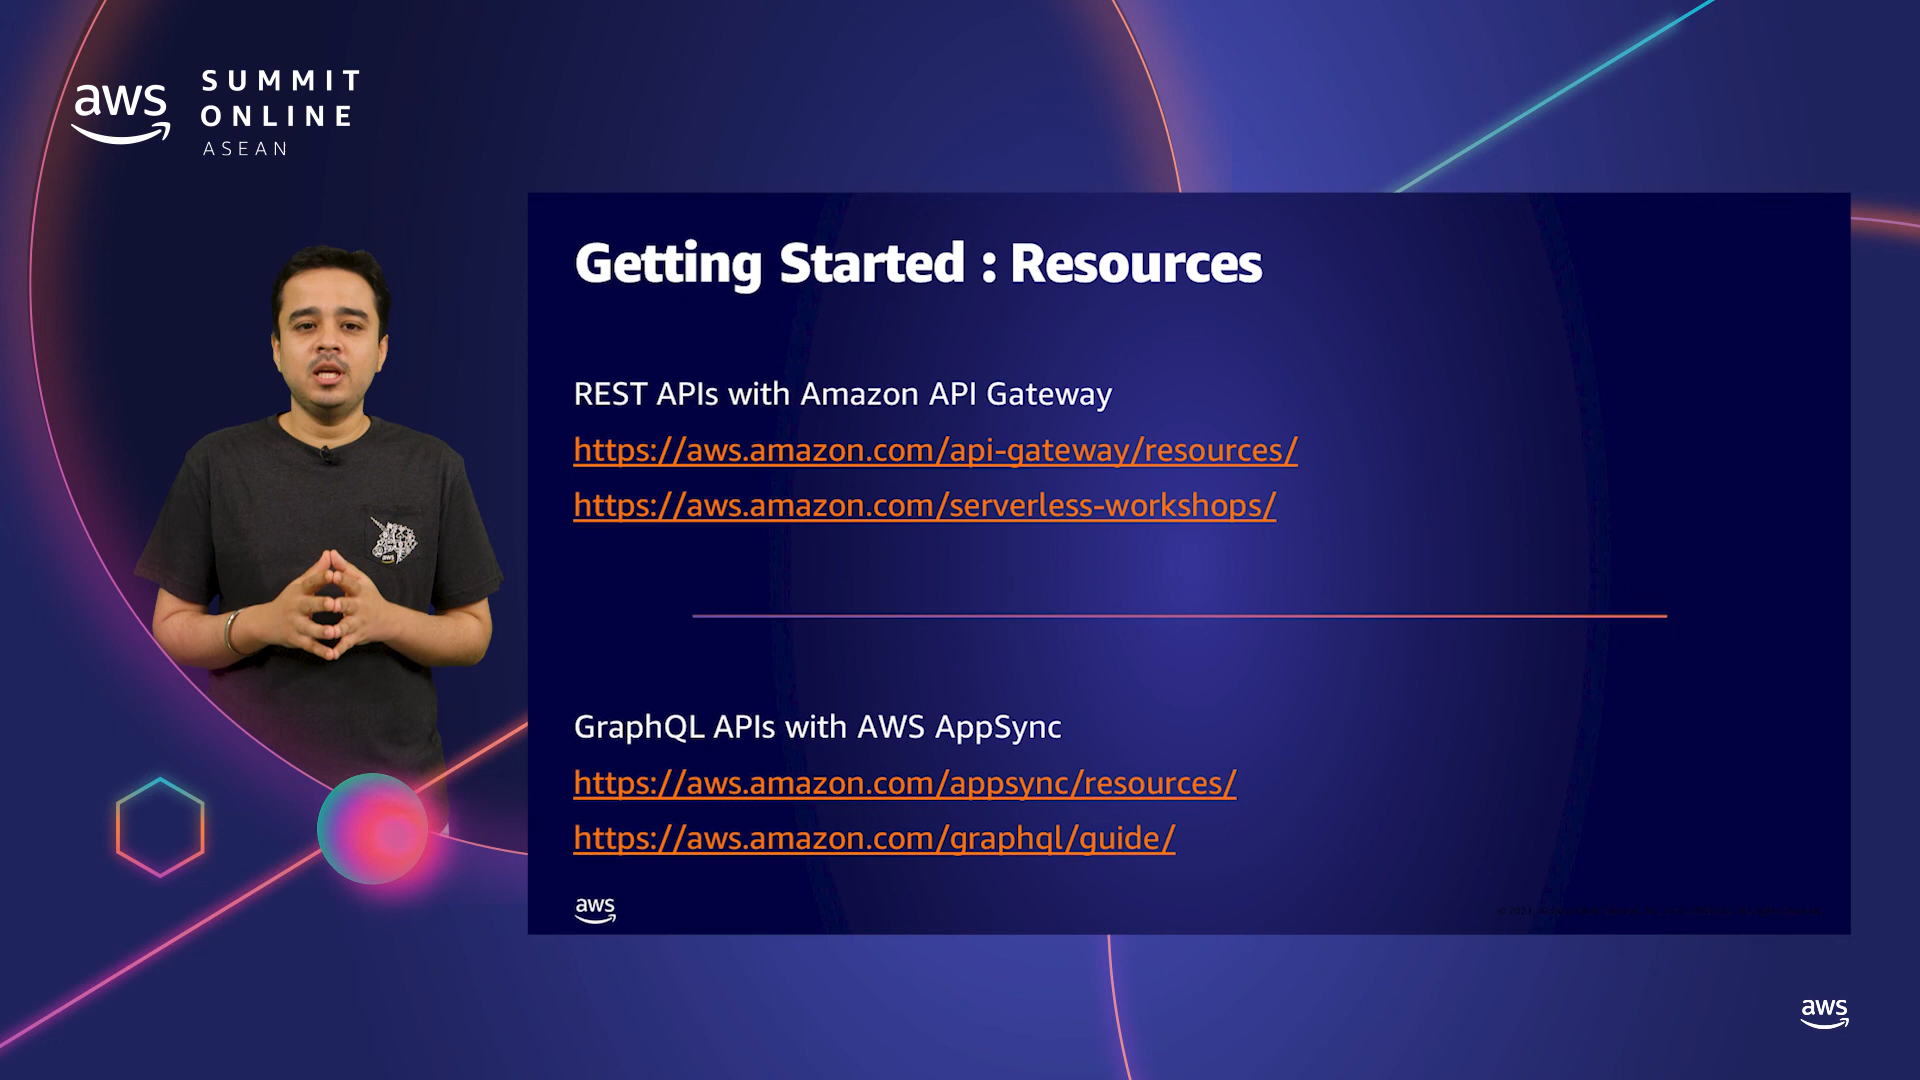 aws
SUMMIT
ONLINE
ASEAN
Getting Started : Resources
REST APIs with Amazon API Gateway
https://aws.amazon.com/api-gateway/resources/
https://aws.amazon.com/serverless-workshops/
GraphQL APIs with AWS AppSync
https://aws.amazon.com/appsync/resources/
https://aws.amazon.com/graphql/guide/
aws
aws
aws